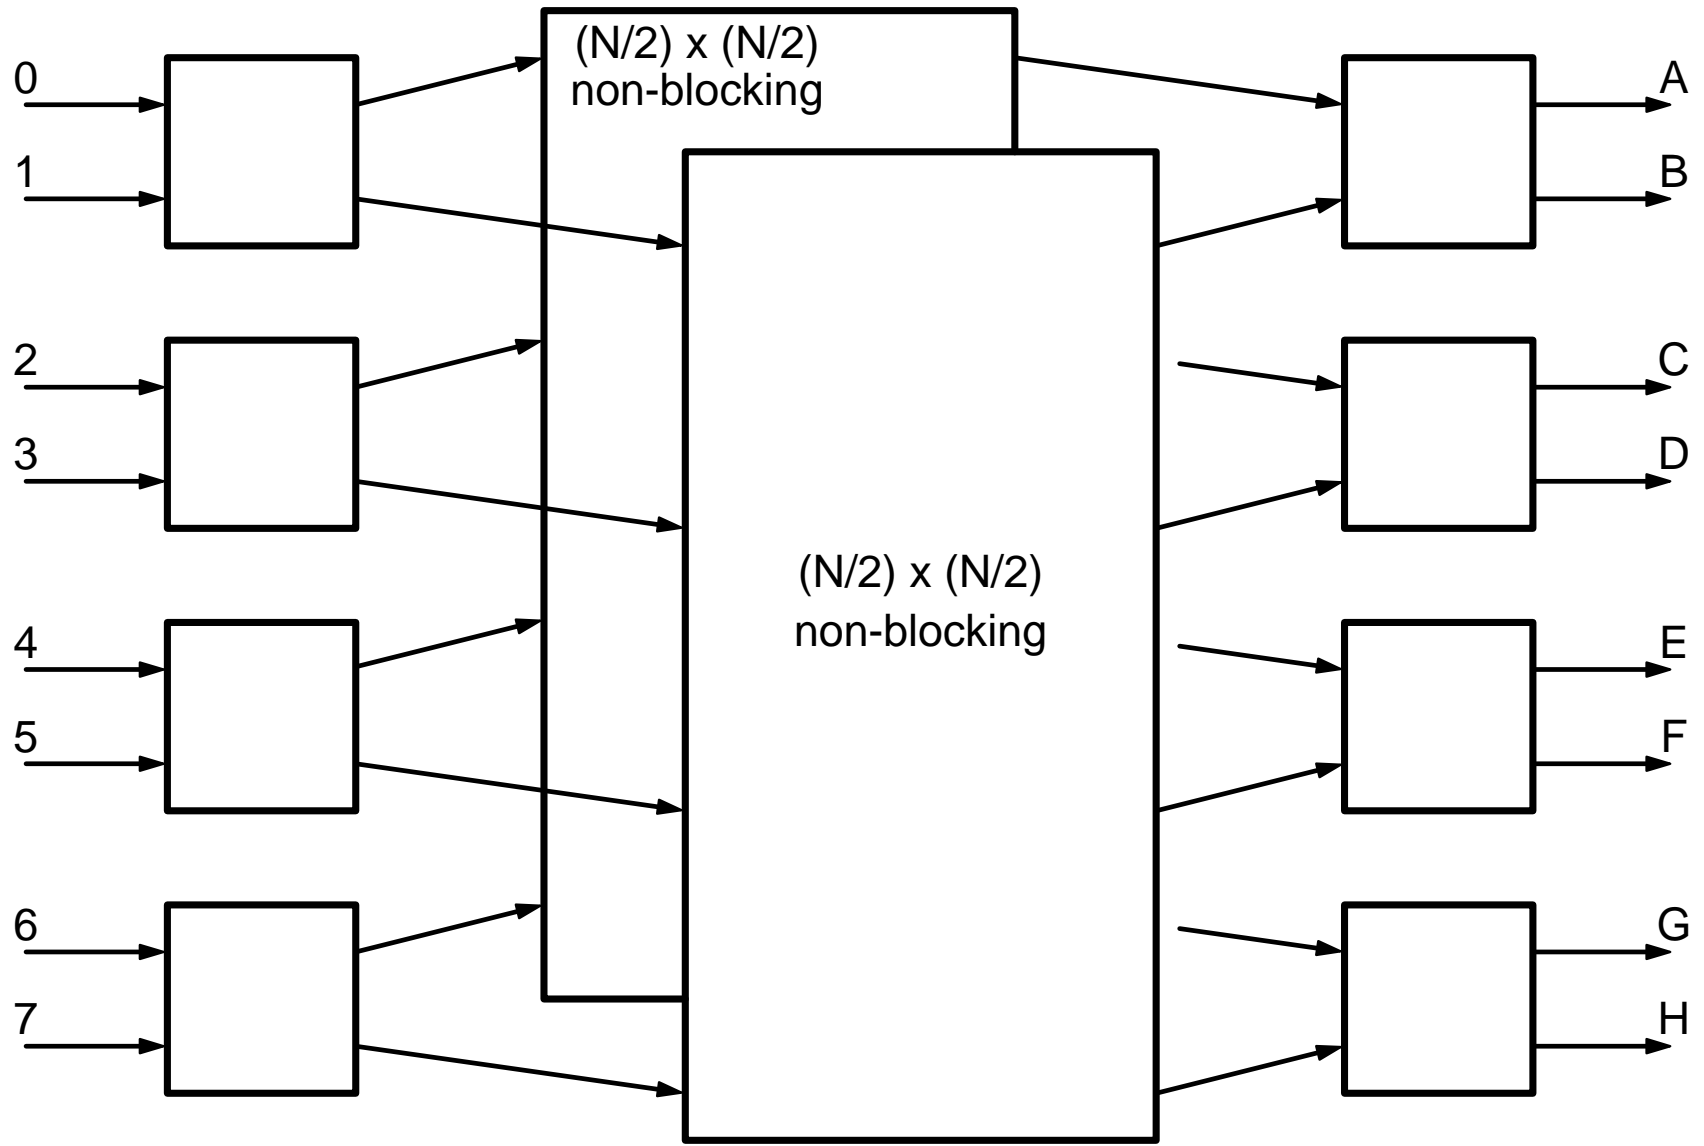 (N/2) x (N/2)
non-blocking
0
1
2
3
4
5
6
7
(N/2) x (N/2)
non-blocking
A
B
C
D
E
F
G
H